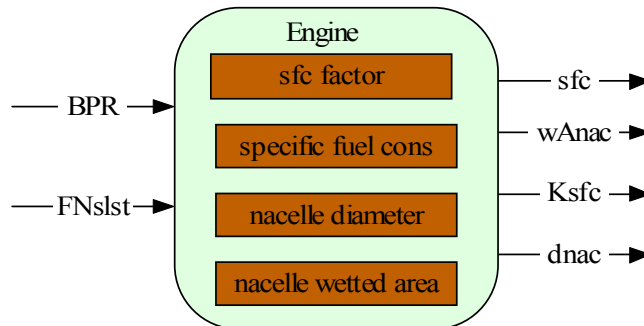 Engine
sfc factor
specific fuel cons
nacelle diameter
nacelle wetted area
BPR
FNslst
sfc
wAnac
Ksfc
dnac